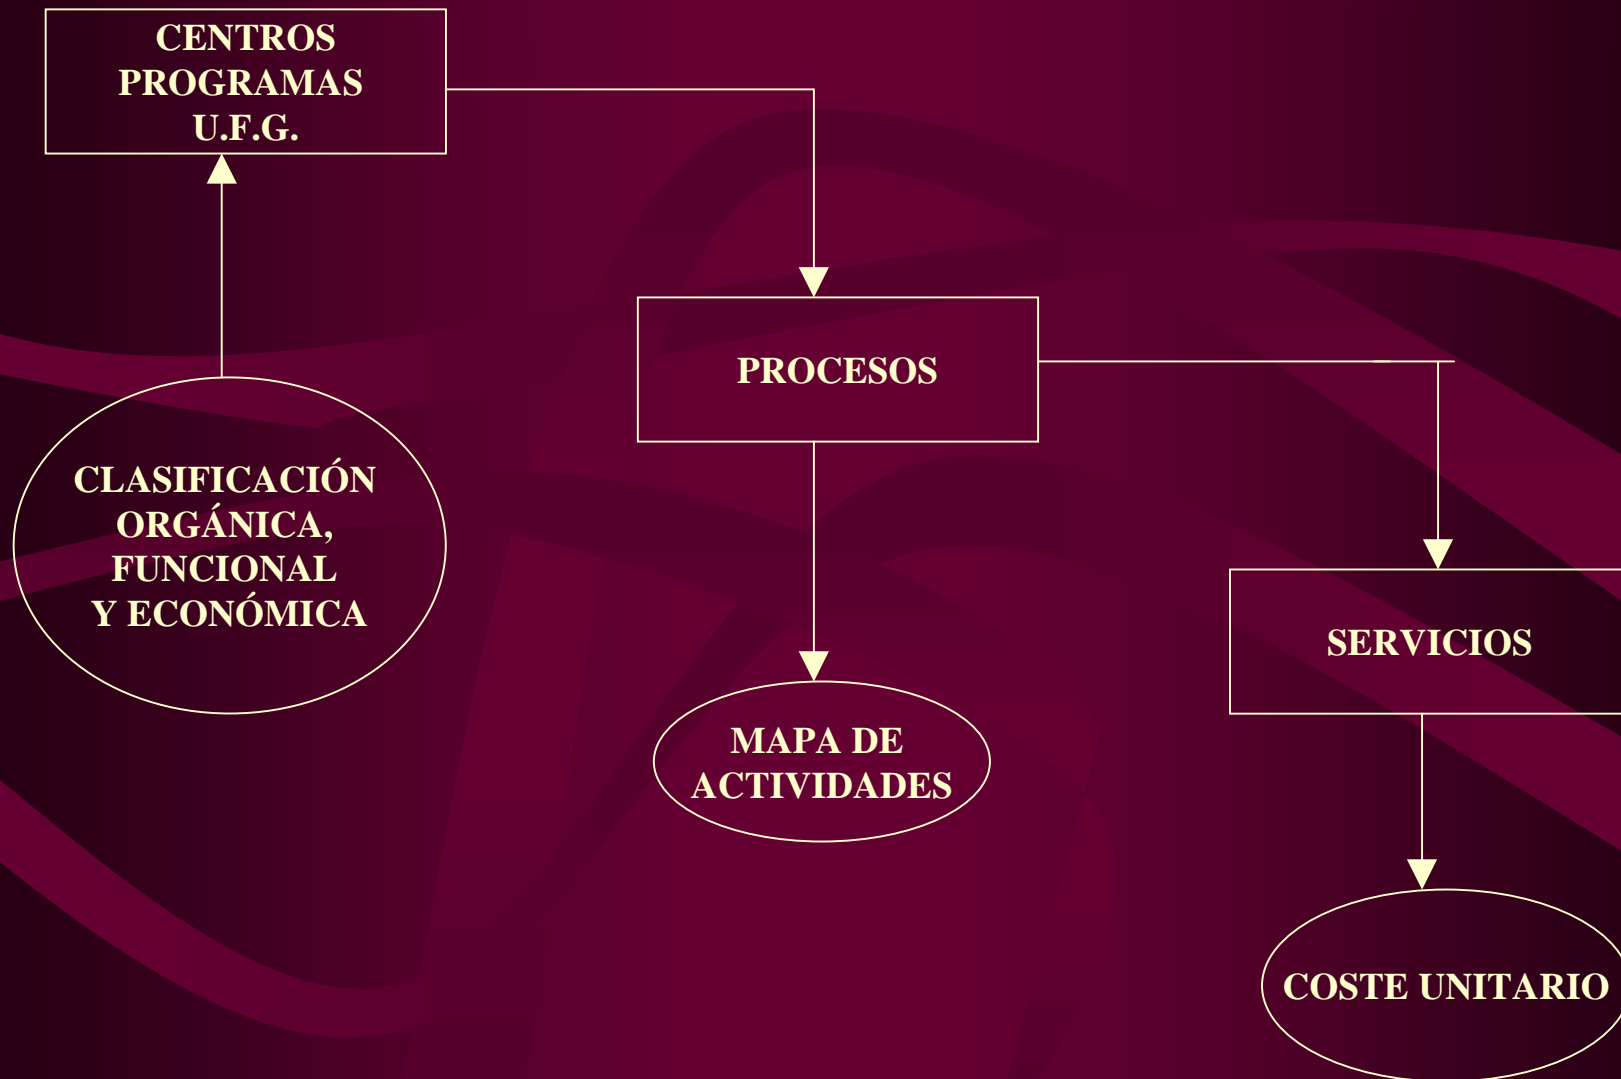 CENTROS
PROGRAMAS
U.F.G.
PROCESOS
CLASIFICACIÓN
ORGÁNICA,
FUNCIONAL
Y ECONÓMICA
SERVICIOS
MAPA DE
ACTIVIDADES
COSTE UNITARIO